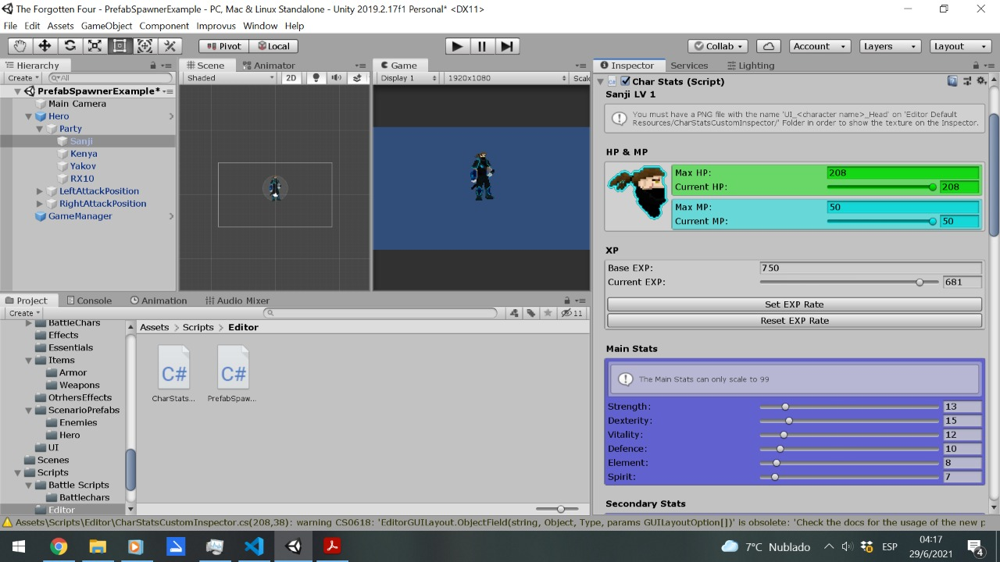 The Forgotten Four - PrefabSpawnerExample - PC, Mac & Linux Standalone - Unity 2019.2.17f1 Personal* <DX11>
File Edit Assets GameObject Component Improvus Window Help
Pivot Local Collab Account Layers Layout
Hierarchy
Create All
PrefabSpawnerExample*
Main Camera
Hero
Party
Sanji
Kenya
Yakov
RX10
LeftAttackPosition
RightAttackPosition
GameManager
Scene Animator
Shaded 2D
Game
Display 1 1920x1080 Scale
Inspector Services Lighting
Char Stats (Script)
Sanji LV 1
You must have a PNG file with the name 'UI_<character name>_Head' on 'Editor Default
Resources/CharStatsCustomInspector/' Folder in order to show the texture on the Inspector.
HP & MP
Max HP: 208
Current HP: 208
Max MP: 50
Current MP: 50
XP
Base EXP: 750
Current EXP: 681
Set EXP Rate
Reset EXP Rate
Main Stats
The Main Stats can only scale to 99
Strength: 13
Dexterity: 15
Vitality: 12
Defence: 10
Element: 8
Spirit: 7
Secondary Stats
Project Console Animation Audio Mixer
Create 11
BattleChars
Effects
Essentials
Items
Armor
Weapons
OtrhersEffects
ScenarioPrefabs
Enemies
Hero
UI
Scenes
Scripts
Battle Scripts
Battlechars
Editor
Assets > Scripts > Editor
C# C#
CharStats... PrefabSpaw...
Assets\Scripts\Editor\CharStatsCustomInspector.cs(208,38): warning CS0618: 'EditorGUILayout.ObjectField(string, Object, Type, params GUILayoutOption[])' is obsolete: 'Check the docs for the usage of the new p
7°C Nublado ESP 04:17
29/6/2021 4